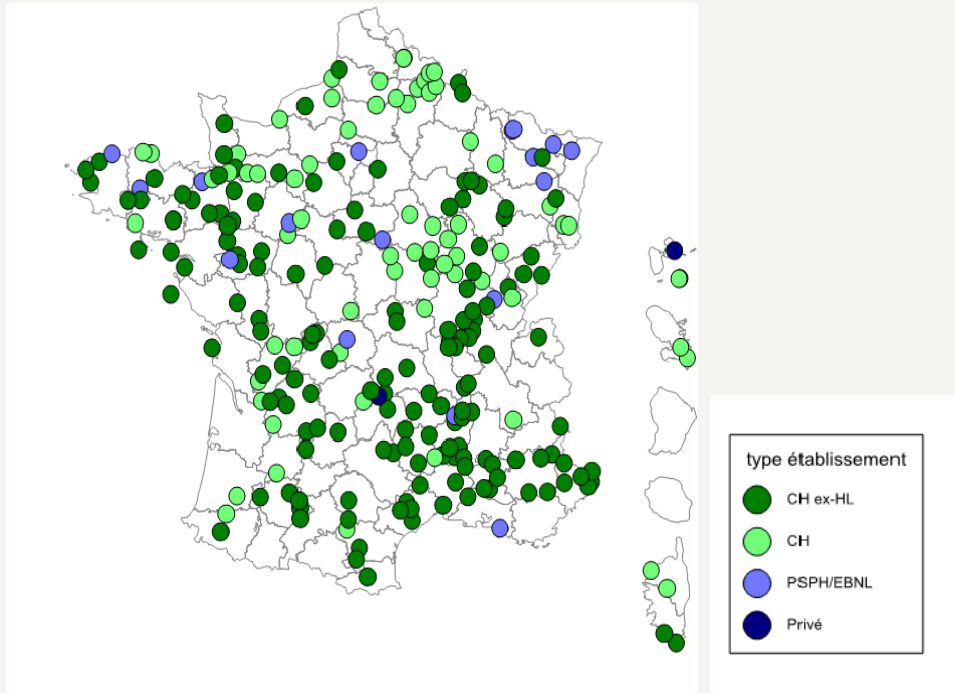 type établissement
CH ex-HL
CH
PSPH/EBNL
Privé